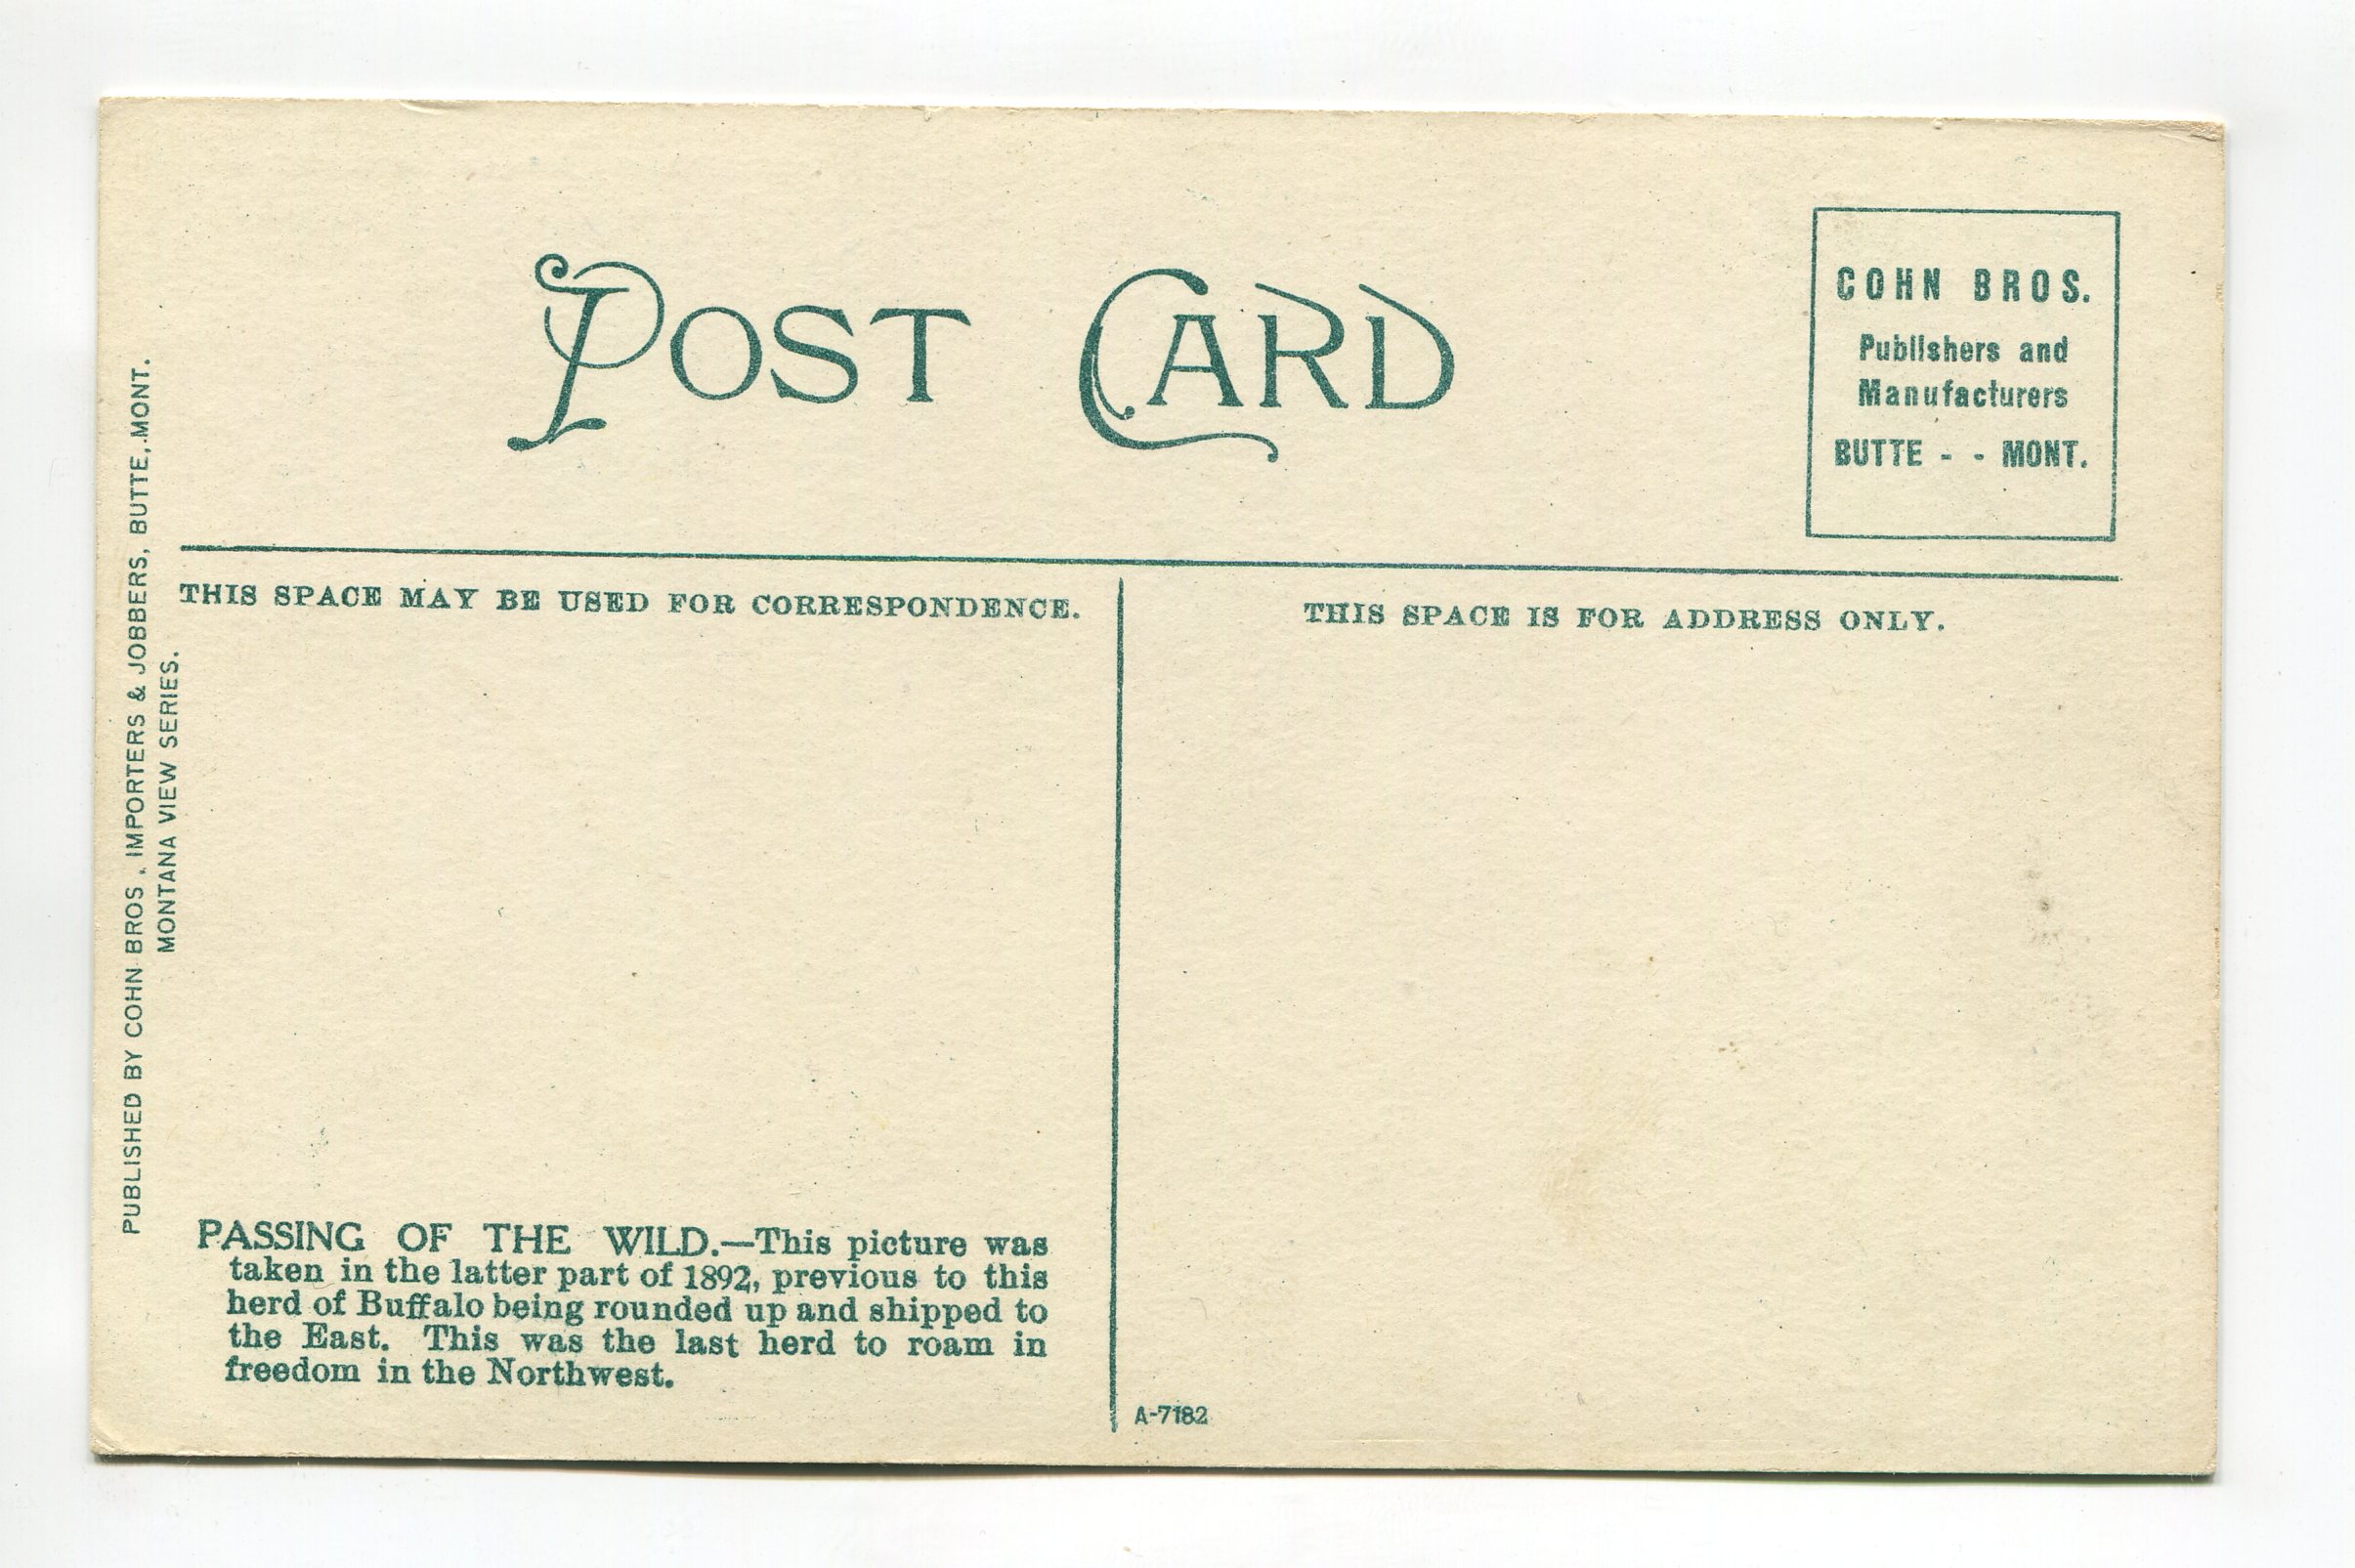 POST CARD
COHN BROS.
Publishers and
Manufacturers
BUTTE - - MONT.
PUBLISHED BY COHN BROS., IMPORTERS & JOBBERS, BUTTE, MONT.
MONTANA VIEW SERIES.
THIS SPACE MAY BE USED FOR CORRESPONDENCE.
THIS SPACE IS FOR ADDRESS ONLY.
PASSING OF THE WILD.—This picture was
taken in the latter part of 1892, previous to this
herd of Buffalo being rounded up and shipped to
the East. This was the last herd to roam in
freedom in the Northwest.
A-7182